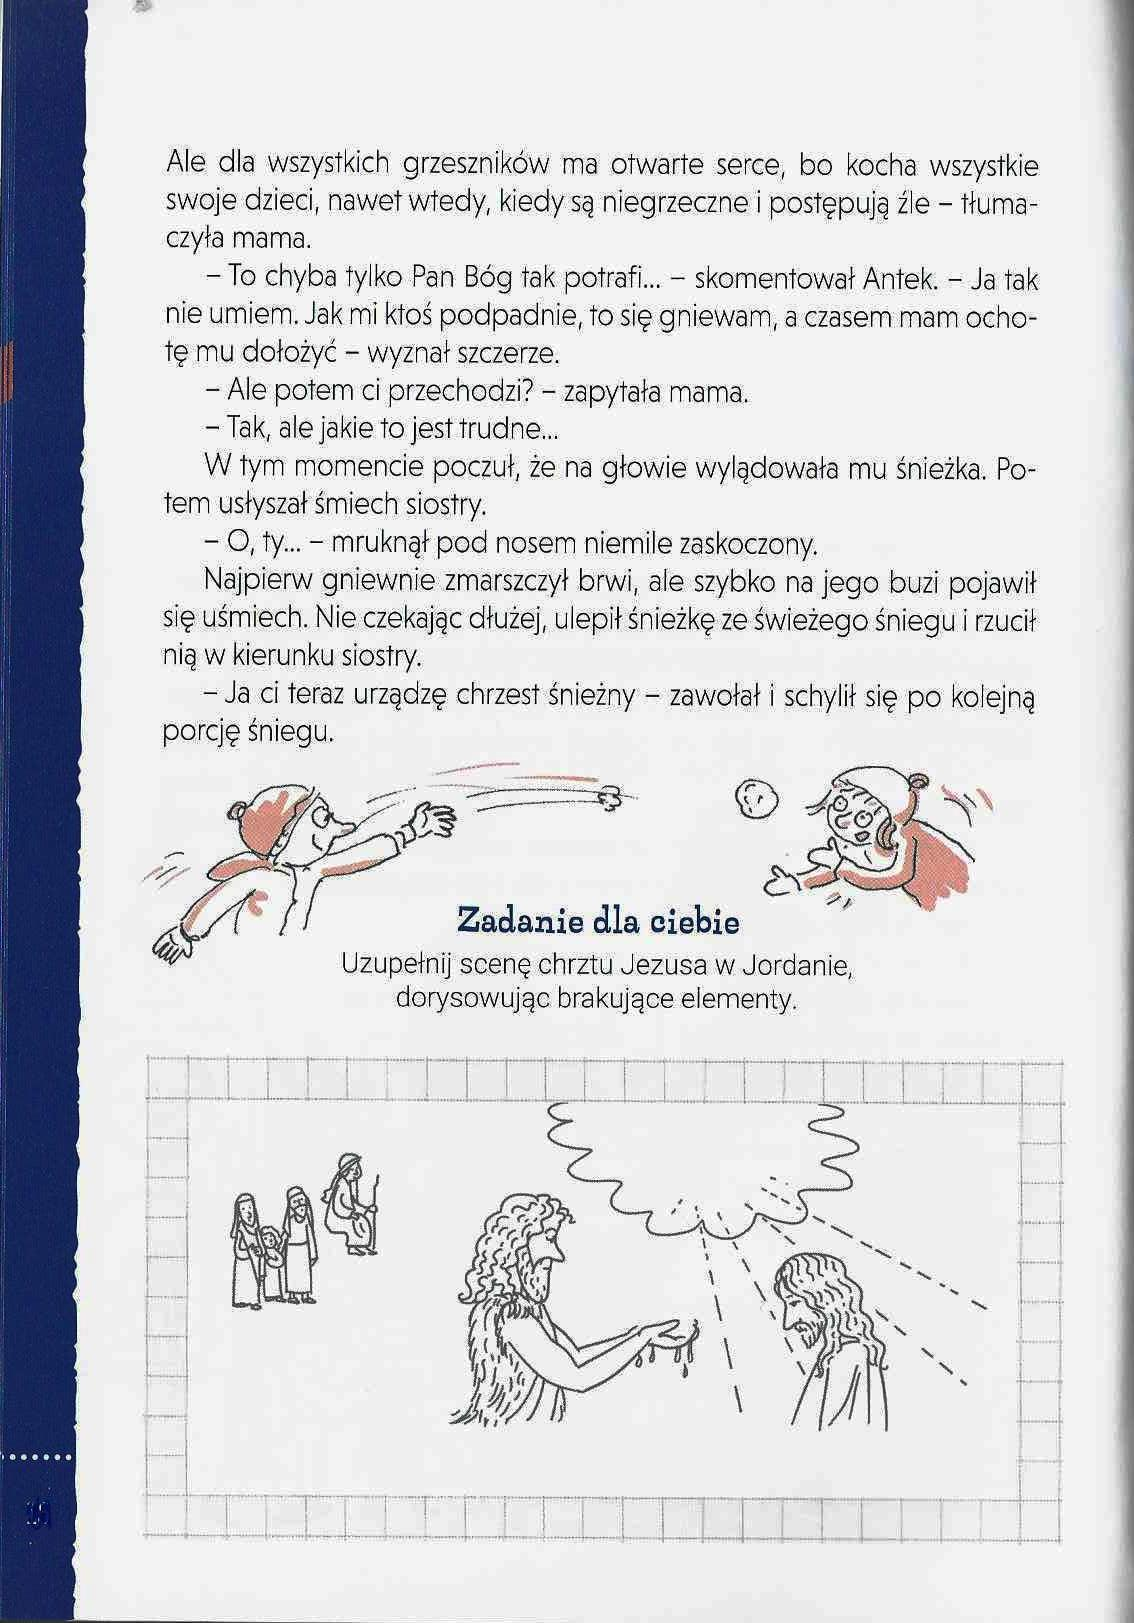 Ale dla wszystkich grzeszników ma otwarte serce, bo kocha wszystkie
swoje dzieci, nawet wtedy, kiedy są niegrzeczne i postępują źle – tłuma-
czyła mama.
– To chyba tylko Pan Bóg tak potrafi... – skomentował Antek. – Ja tak
nie umiem. Jak mi ktoś podpadnie, to się gniewam, a czasem mam ocho-
tę mu dołożyć – wyznał szczerze.
– Ale potem ci przechodzi? – zapytała mama.
– Tak, ale jakie to jest trudne...
W tym momencie poczuł, że na głowie wylądowała mu śnieżka. Po-
tem usłyszał śmiech siostry.
– O, ty... – mruknął pod nosem niemile zaskoczony.
Najpierw gniewnie zmarszczył brwi, ale szybko na jego buzi pojawił
się uśmiech. Nie czekając dłużej, ulepił śnieżkę ze świeżego śniegu i rzucił
nią w kierunku siostry.
– Ja ci teraz urządzę chrzest śnieżny – zawołał i schylił się po kolejną
porcję śniegu.
Zadanie dla ciebie
Uzupełnij scenę chrztu Jezusa w Jordanie,
dorysowując brakujące elementy.